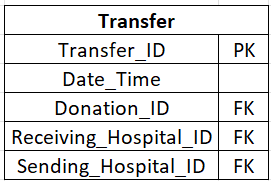 Transfer
Transfer_ID PK
Date_Time
Donation_ID FK
Receiving_Hospital_ID FK
Sending_Hospital_ID FK